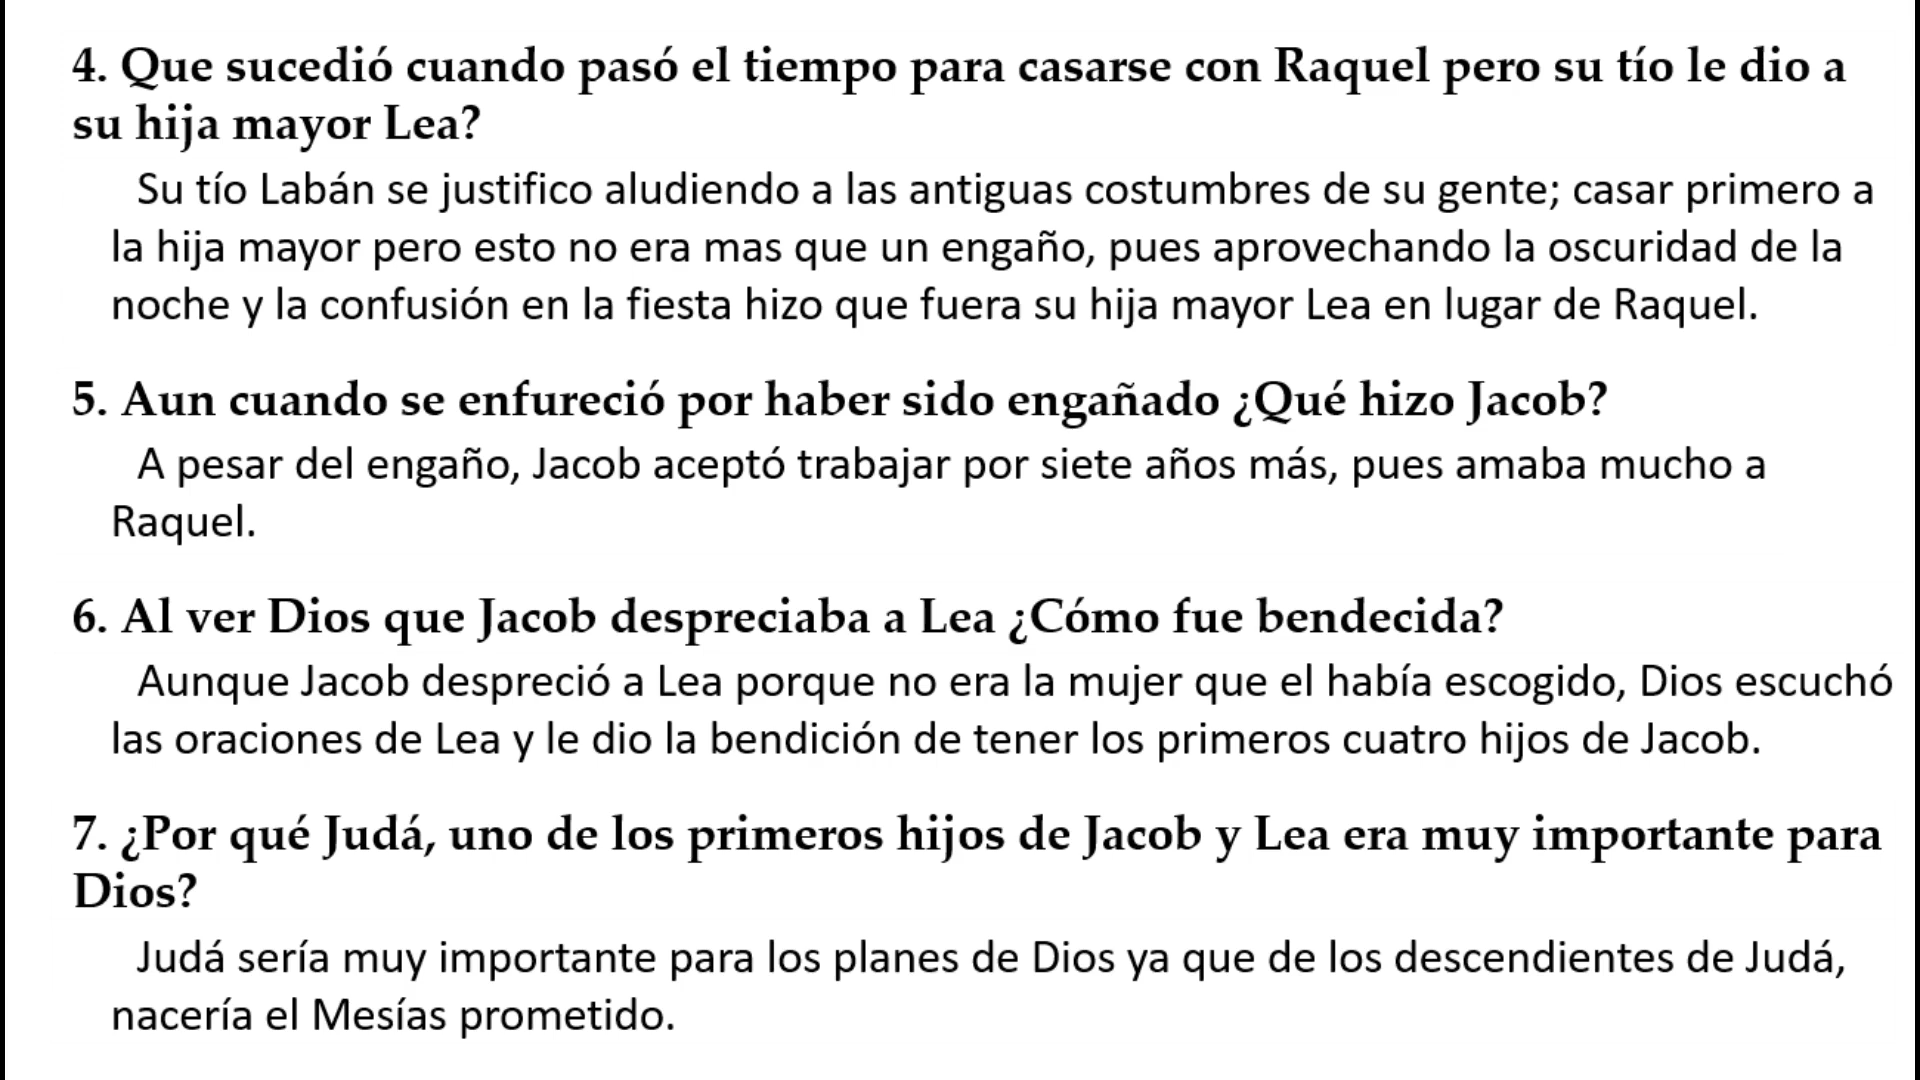 4. Que sucedió cuando pasó el tiempo para casarse con Raquel pero su tío le dio a
su hija mayor Lea?
Su tío Labán se justifico aludiendo a las antiguas costumbres de su gente; casar primero a
la hija mayor pero esto no era mas que un engaño, pues aprovechando la oscuridad de la
noche y la confusión en la fiesta hizo que fuera su hija mayor Lea en lugar de Raquel.
5. Aun cuando se enfureció por haber sido engañado ¿Qué hizo Jacob?
A pesar del engaño, Jacob aceptó trabajar por siete años más, pues amaba mucho a
Raquel.
6. Al ver Dios que Jacob despreciaba a Lea ¿Cómo fue bendecida?
Aunque Jacob despreció a Lea porque no era la mujer que el había escogido, Dios escuchó
las oraciones de Lea y le dio la bendición de tener los primeros cuatro hijos de Jacob.
7. ¿Por qué Judá, uno de los primeros hijos de Jacob y Lea era muy importante para
Dios?
Judá sería muy importante para los planes de Dios ya que de los descendientes de Judá,
nacería el Mesías prometido.